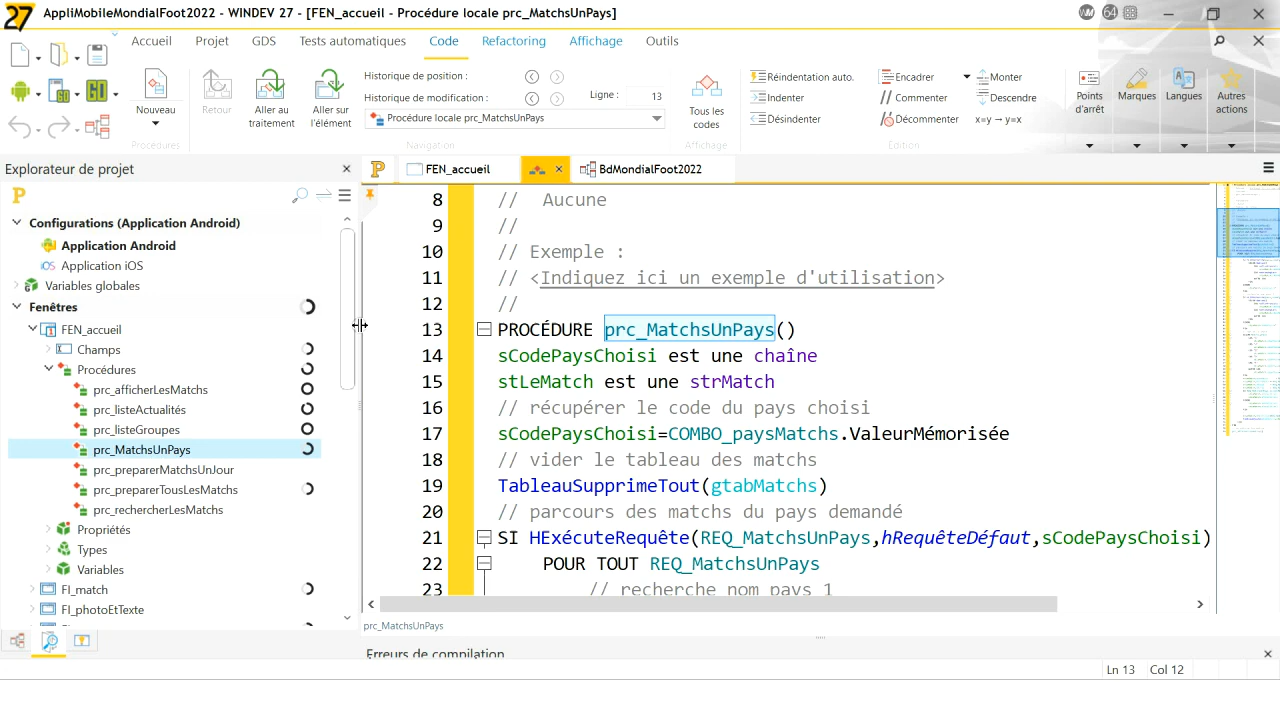 27 AppliMobileMondialFoot2022 - WINDEV 27 - [FEN_accueil - Procédure locale prc_MatchsUnPays]
64
Accueil Projet GDS Tests automatiques Code Refactoring Affichage Outils
Nouveau
Procédures
Retour
Aller au traitement
Aller sur l'élément
Historique de position :
Historique de modification :
Ligne : 13
Procédure locale prc_MatchsUnPays
Navigation
Tous les codes
Affichage
Réindentation auto.
Indenter
Désindenter
Encadrer
Commenter
Décommenter
Monter
Descendre
x=y → y=x
Edition
Points d'arrêt
Marques
Langues
Autres actions
Explorateur de projet
FEN_accueil
BdMondialFoot2022
Configurations (Application Android)
Application Android
iOS Application iOS
Variables globales
Fenêtres
FEN_accueil
Champs
Procédures
prc_afficherLesMatchs
prc_listeActualités
prc_listeGroupes
prc_MatchsUnPays
prc_preparerMatchsUnJour
prc_preparerTousLesMatchs
prc_rechercherLesMatchs
Propriétés
Types
Variables
FI_match
FI_photoEtTexte
8 // Aucune
9 //
10 // Exemple :
11 // <Indiquez ici un exemple d'utilisation>
12 //
13 PROCÉDURE prc_MatchsUnPays()
14 sCodePaysChoisi est une chaîne
15 stLeMatch est une strMatch
16 // récupérer le code du pays choisi
17 sCodePaysChoisi=COMBO_paysMatchs.ValeurMémorisée
18 // vider le tableau des matchs
19 TableauSupprimeTout(gtabMatchs)
20 // parcours des matchs du pays demandé
21 SI HExécuteRequête(REQ_MatchsUnPays,hRequêteDéfaut,sCodePaysChoisi)
22 POUR TOUT REQ_MatchsUnPays
23 // recherche nom pays 1
prc_MatchsUnPays
Erreurs de compilation
Ln 13 Col 12